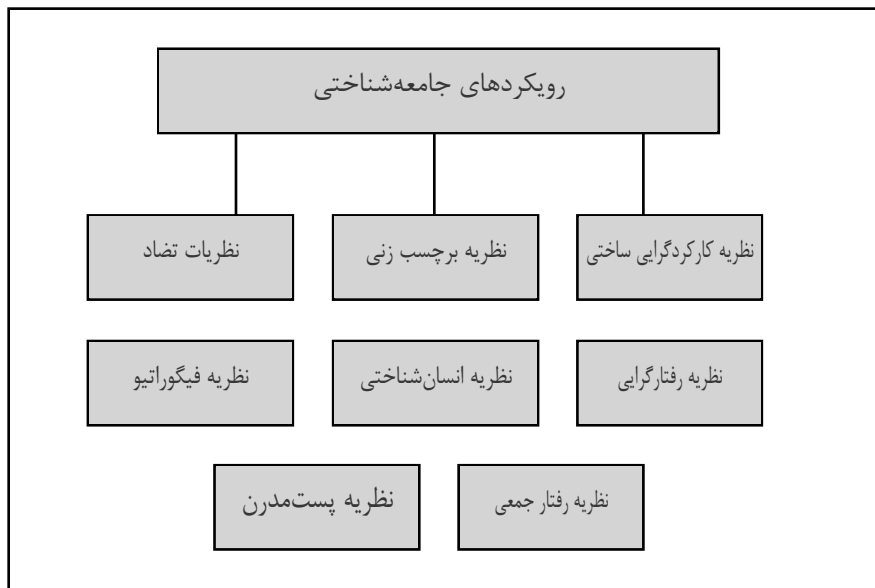 رویکردهای جامعه‌شناختی
نظریه کارکردگرایی ساختی
نظریه برچسب زنی
نظریات تضاد
نظریه رفتارگرایی
نظریه انسان‌شناختی
نظریه فیگوراتیو
نظریه رفتار جمعی
نظریه پست‌مدرن